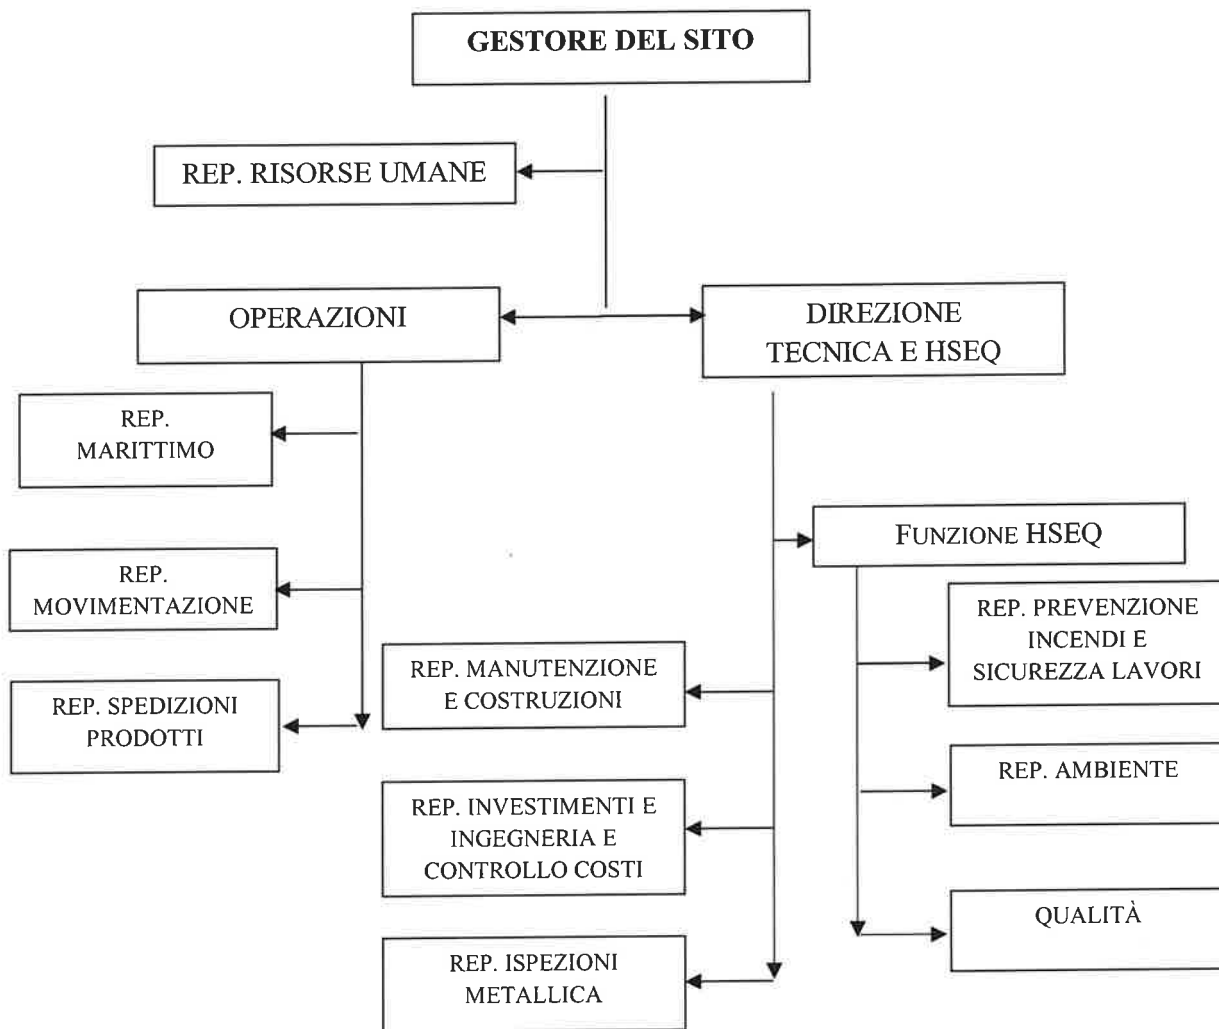 GESTORE DEL SITO
REP. RISORSE UMANE
OPERAZIONI
DIREZIONE
TECNICA E HSEQ
REP.
MARITTIMO
FUNZIONE HSEQ
REP.
MOVIMENTAZIONE
REP. PREVENZIONE
INCENDI E
SICUREZZA LAVORI
REP. MANUTENZIONE
E COSTRUZIONI
REP. SPEDIZIONI
PRODOTTI
REP. AMBIENTE
REP. INVESTIMENTI E
INGEGNERIA E
CONTROLLO COSTI
QUALITÀ
REP. ISPEZIONI
METALLICA